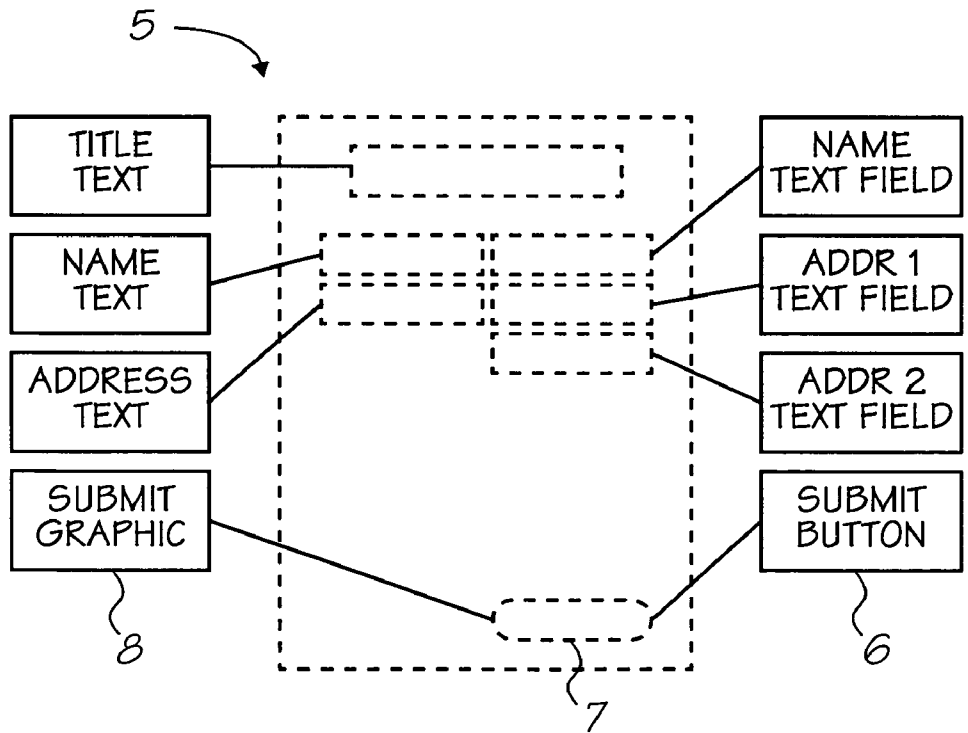 5
TITLE
TEXT
NAME
TEXT
ADDRESS
TEXT
SUBMIT
GRAPHIC
8
NAME
TEXT FIELD
ADDR 1
TEXT FIELD
ADDR 2
TEXT FIELD
SUBMIT
BUTTON
6
7